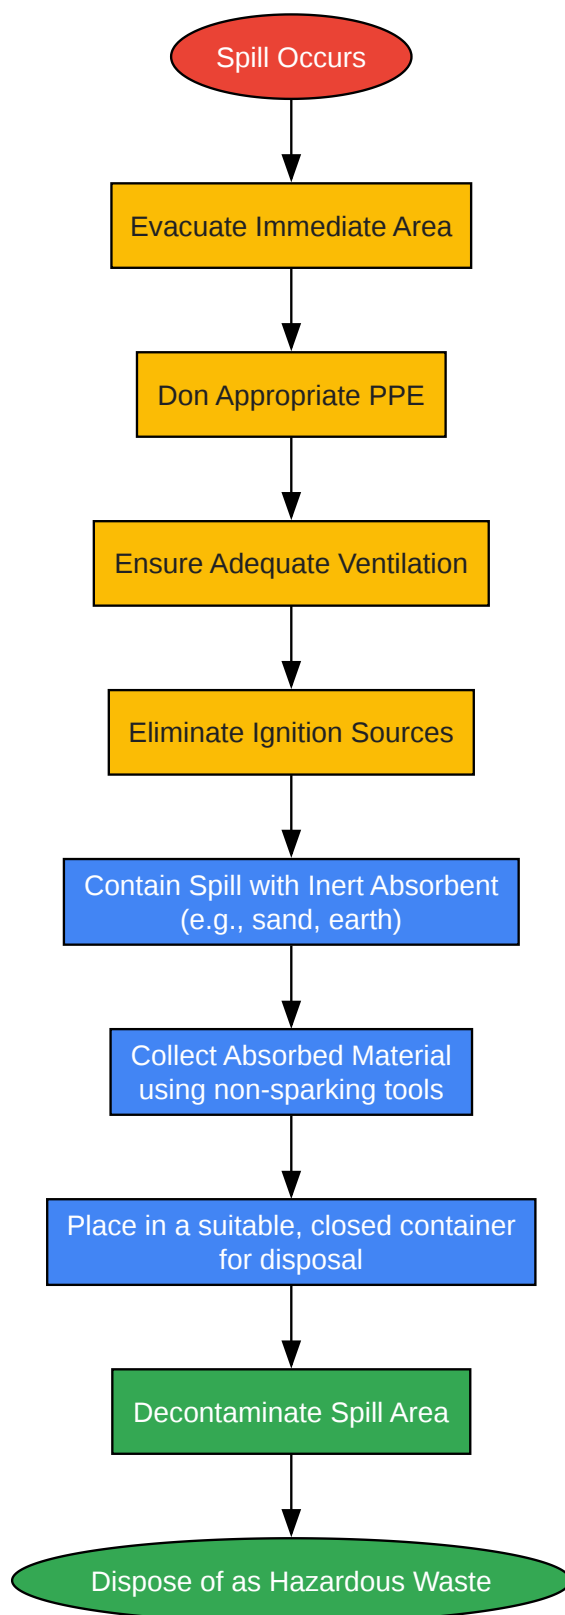 Spill Occurs
Evacuate Immediate Area
Don Appropriate PPE
Ensure Adequate Ventilation
Eliminate Ignition Sources
Contain Spill with Inert Absorbent
(e.g., sand, earth)
Collect Absorbed Material
using non-sparking tools
Place in a suitable, closed container
for disposal
Decontaminate Spill Area
Dispose of as Hazardous Waste